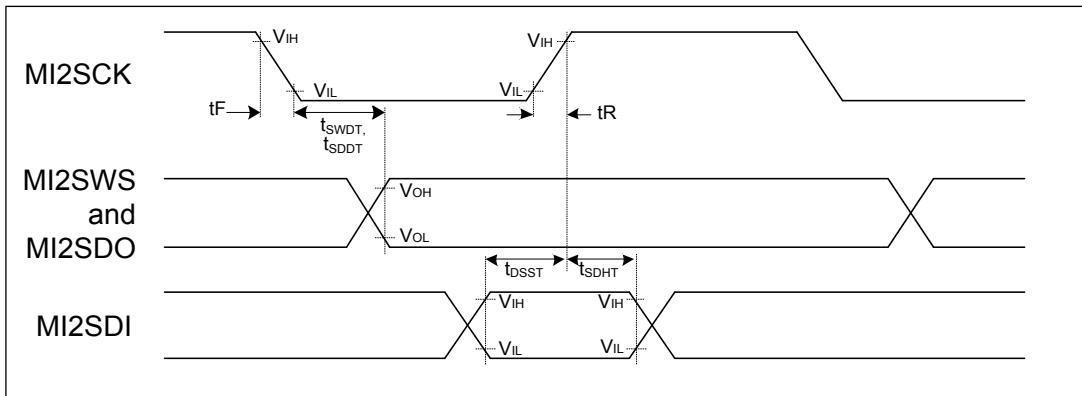 VIH
VIH
MI2SCK
VIL
VIL
tF
tSWDT,
tSDDT
tR
MI2SWS
and
MI2SDO
VOH
VOL
tDSST
tSDHT
MI2SDI
VIH
VIH
VIL
VIL